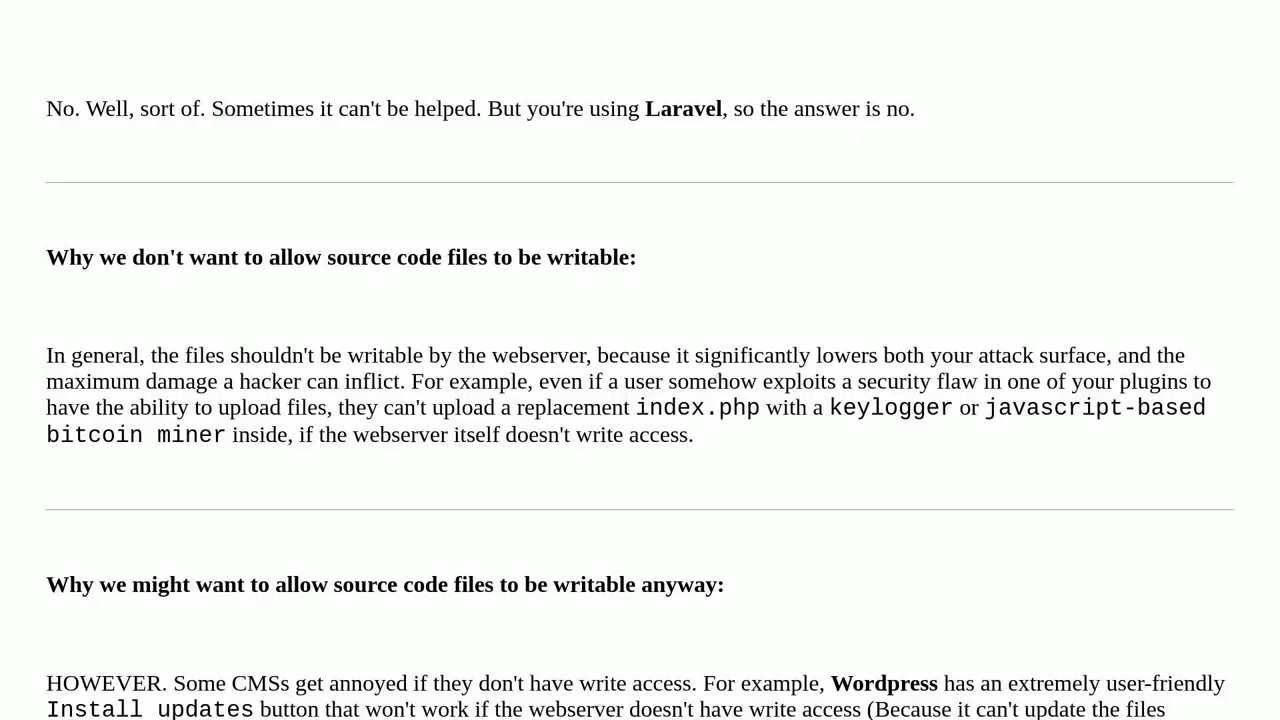 No. Well, sort of. Sometimes it can't be helped. But you're using Laravel, so the answer is no.
Why we don't want to allow source code files to be writable:
In general, the files shouldn't be writable by the webserver, because it significantly lowers both your attack surface, and the
maximum damage a hacker can inflict. For example, even if a user somehow exploits a security flaw in one of your plugins to
have the ability to upload files, they can't upload a replacement index.php with a keylogger or javascript-based
bitcoin miner inside, if the webserver itself doesn't write access.
Why we might want to allow source code files to be writable anyway:
HOWEVER. Some CMSs get annoyed if they don't have write access. For example, Wordpress has an extremely user-friendly
Install updates button that won't work if the webserver doesn't have write access (Because it can't update the files